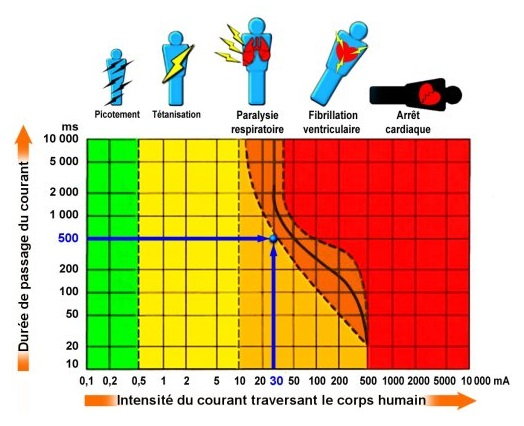 Picotement Tétanisation Paralysie Fibrillation Arrêt
respiratoire ventriculaire cardiaque
Durée de passage du courant
ms
10 000
5 000
2 000
1 000
500
200
100
50
20
10
0,1 0,2 0,5 1 2 5 10 20 30 50 100 200 500 1000 2000 5000 10 000 mA
Intensité du courant traversant le corps humain